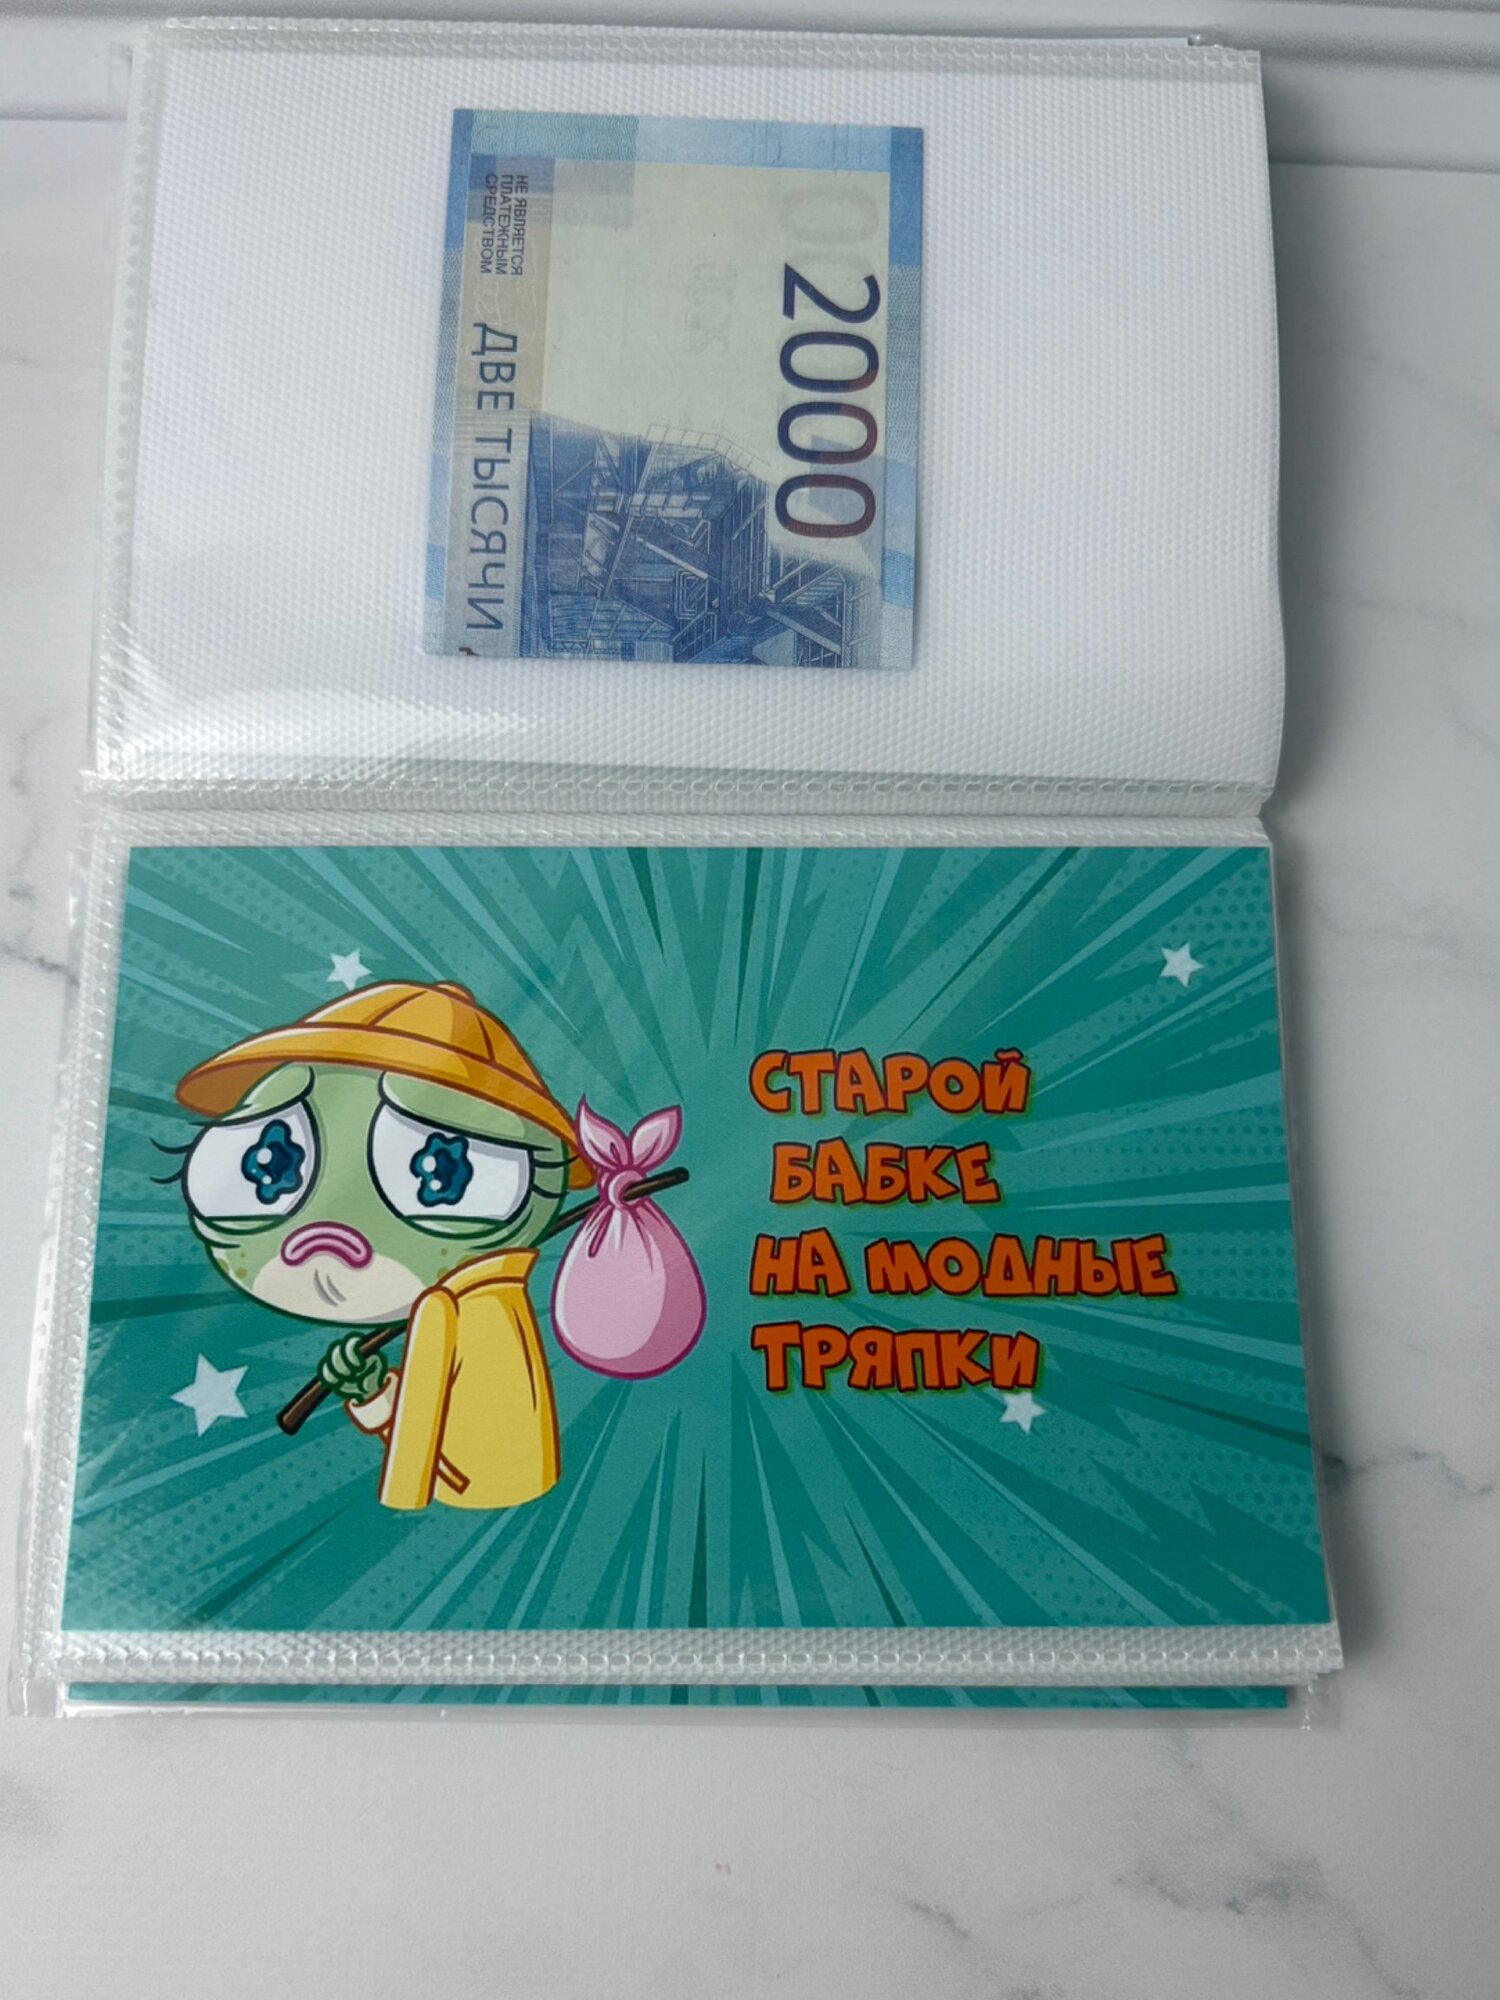 НЕ ЯВЛЯЕТСЯ
ПЛАТЕЖНЫМ
СРЕДСТВОМ
2000
ДВЕ ТЫСЯЧИ
СТАРОЙ
БАБКЕ
НА МОДНЫЕ
ТРЯПКИ